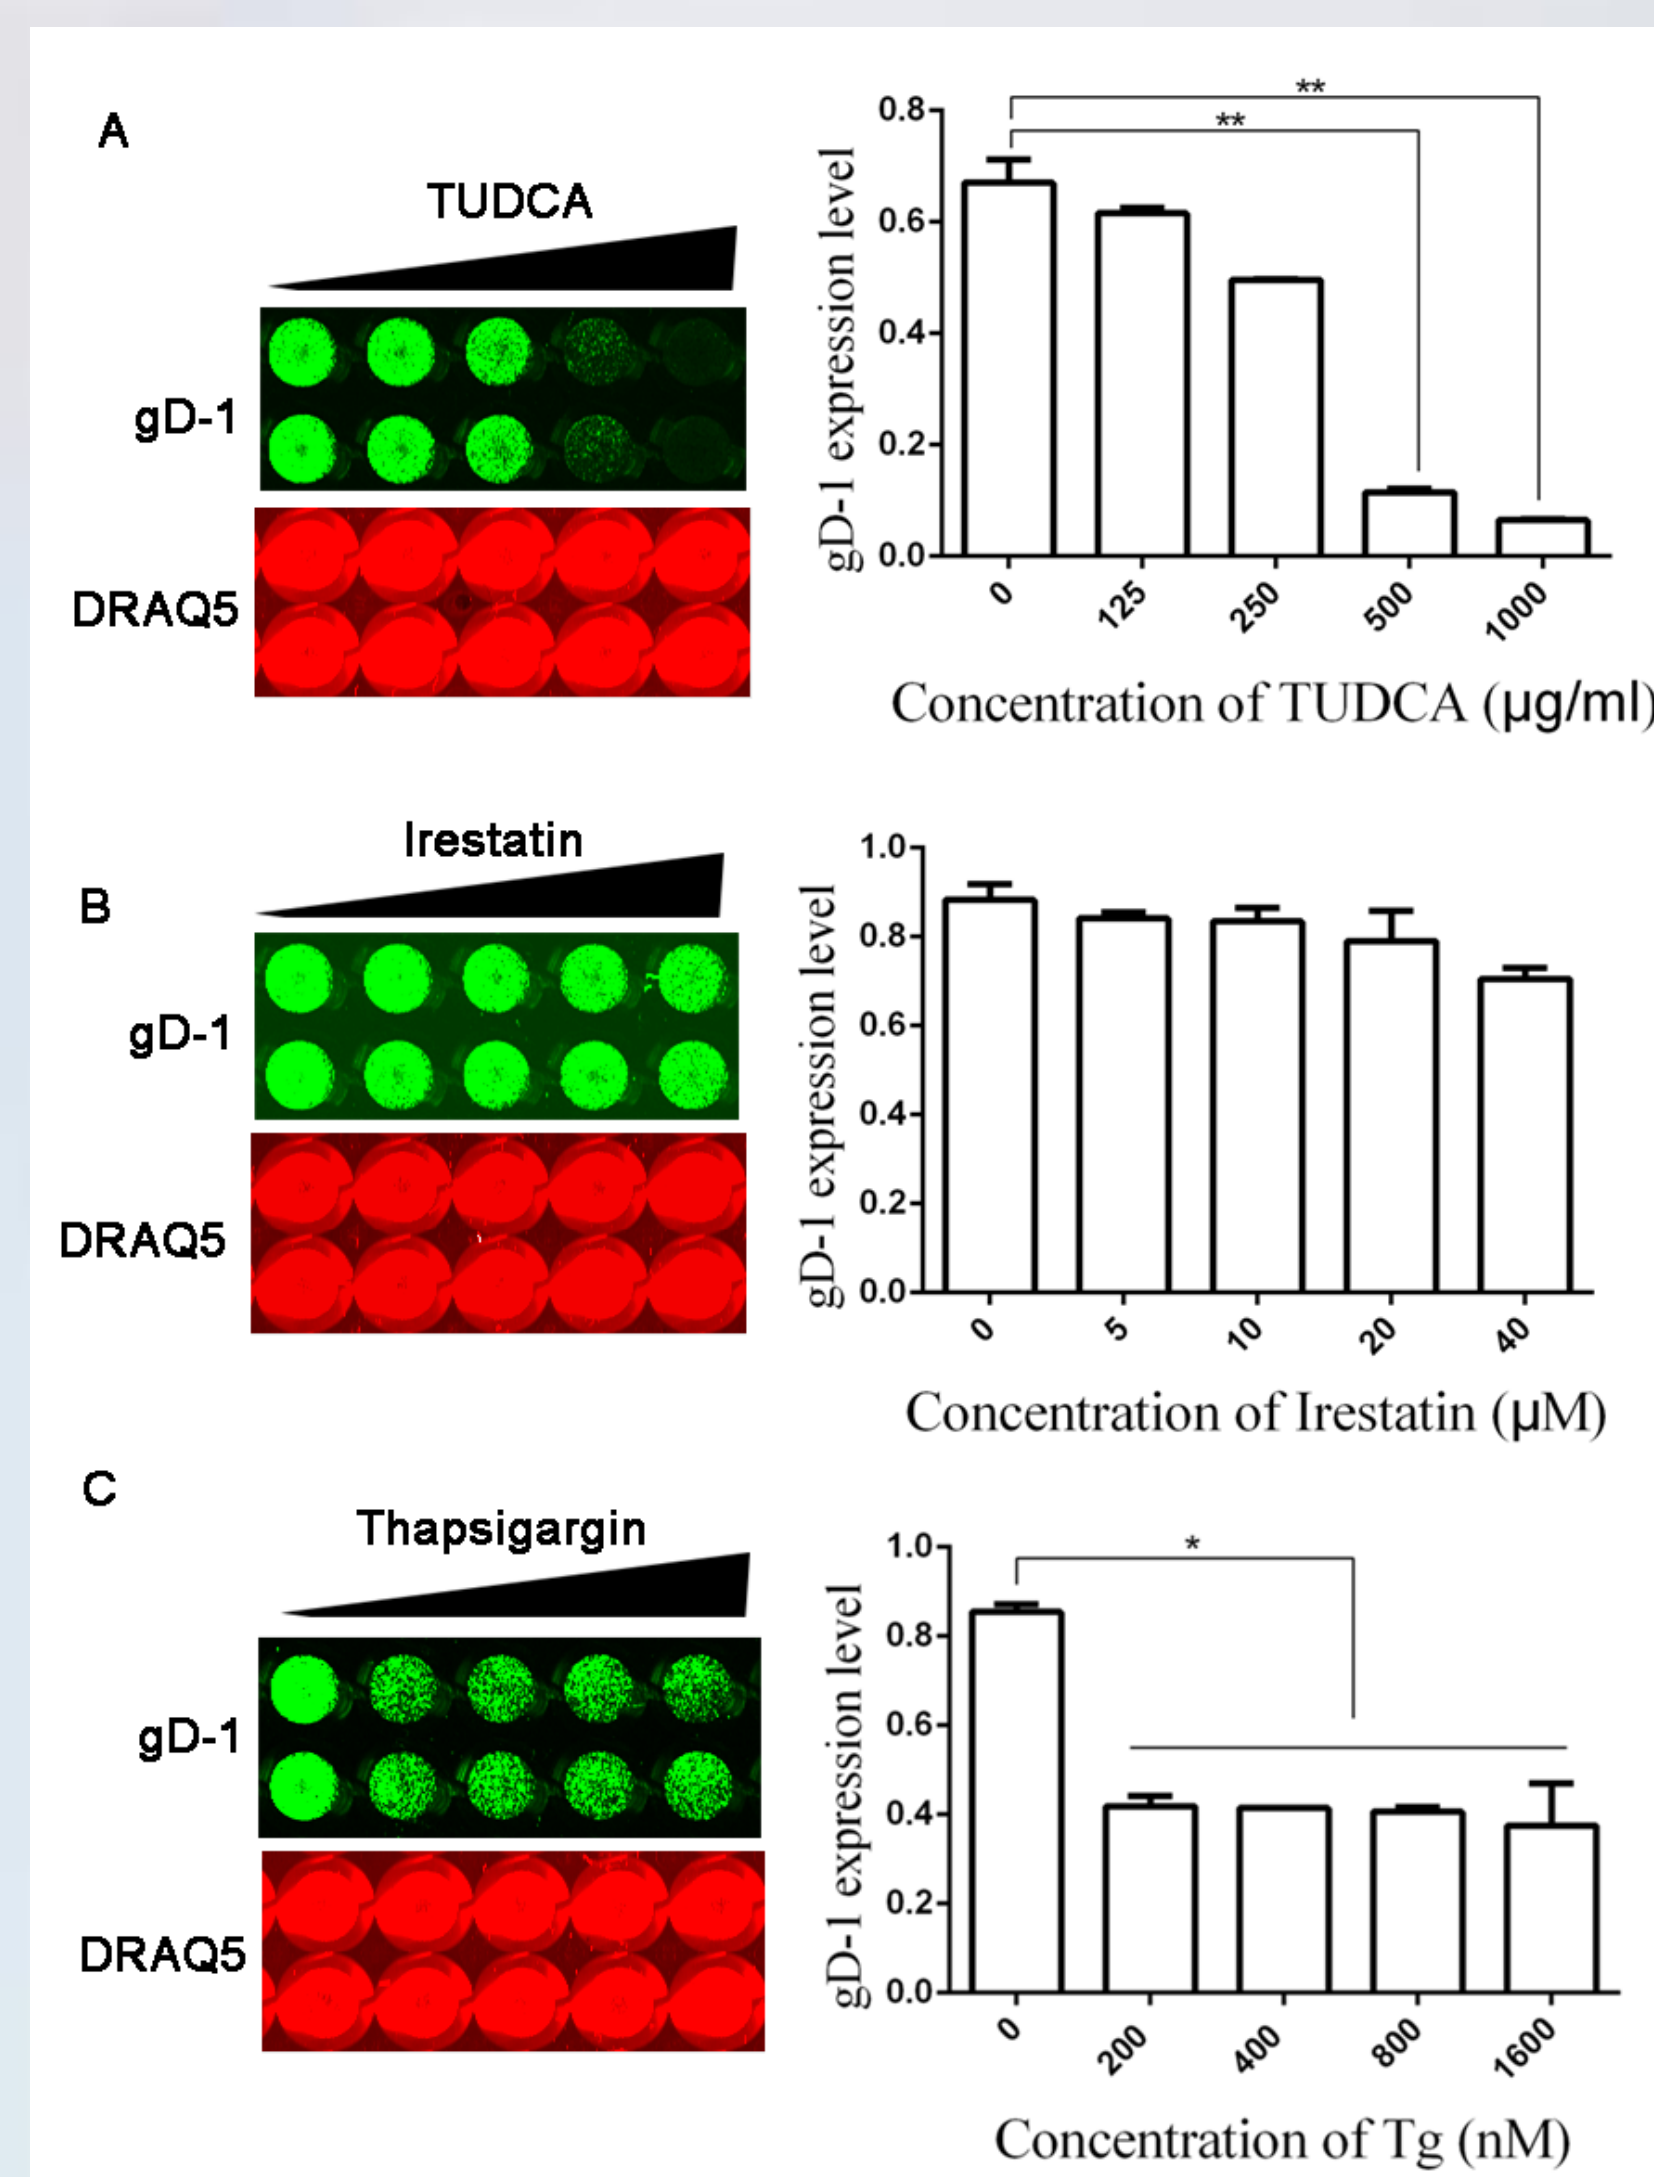 A
TUDCA
gD-1
DRAQ5
**
**
gD-1 expression level
0.8
0.6
0.4
0.2
0.0
0 125 250 500 1000
Concentration of TUDCA (µg/ml)
B
Irestatin
gD-1
DRAQ5
gD-1 expression level
1.0
0.8
0.6
0.4
0.2
0.0
0 5 10 20 40
Concentration of Irestatin (µM)
C
Thapsigargin
gD-1
DRAQ5
*
gD-1 expression level
1.0
0.8
0.6
0.4
0.2
0.0
0 200 400 800 1600
Concentration of Tg (nM)